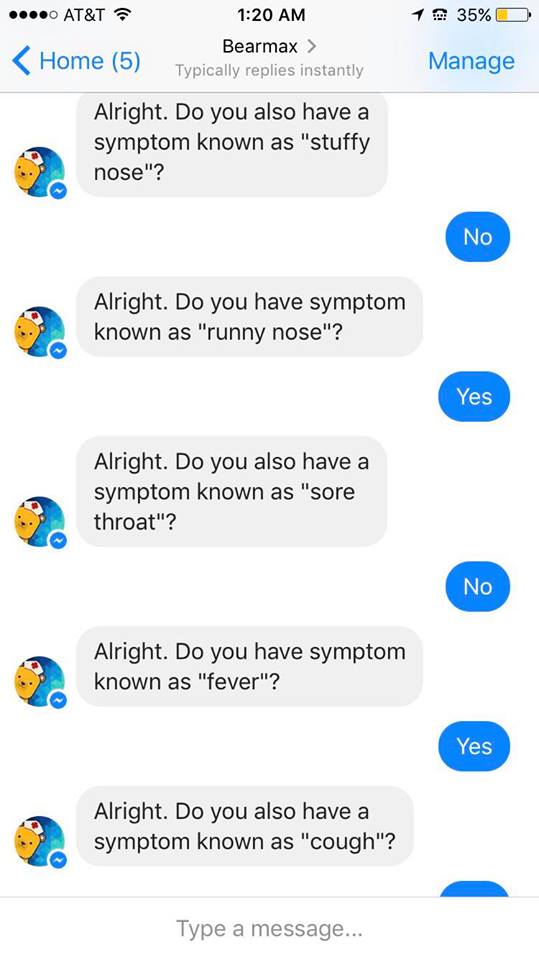 AT&T 1:20 AM 35%
Home (5) Bearmax Manage
Typically replies instantly
Alright. Do you also have a
symptom known as "stuffy
nose"?
No
Alright. Do you have symptom
known as "runny nose"?
Yes
Alright. Do you also have a
symptom known as "sore
throat"?
No
Alright. Do you have symptom
known as "fever"?
Yes
Alright. Do you also have a
symptom known as "cough"?
Type a message...